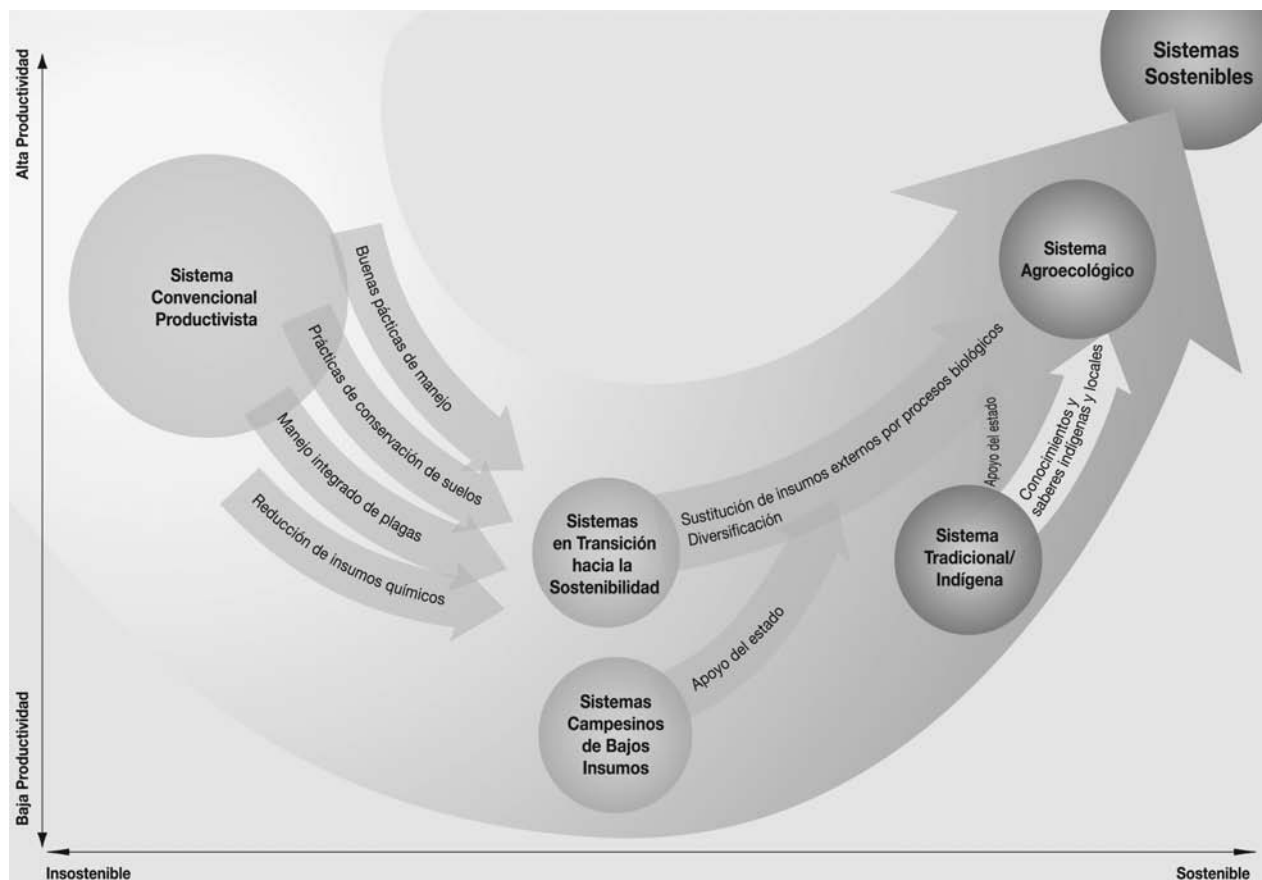 Alta Productividad
Baja Productividad
Sistemas
Sostenibles
Sistema
Convencional
Productivista
Buenas pácticas de manejo
Prácticas de conservación de suelos
Manejo integrado de plagas
Reducción de insumos químicos
Sistemas
en Transición
hacia la
Sostenibilidad
Sustitución de insumos externos por procesos biológicos
Diversificación
Sistemas
Campesinos
de Bajos
Insumos
Apoyo del estado
Sistema
Agroecológico
Apoyo del estado
Conocimientos y
saberes indígenas y locales
Sistema
Tradicional/
Indígena
Insostenible
Sostenible